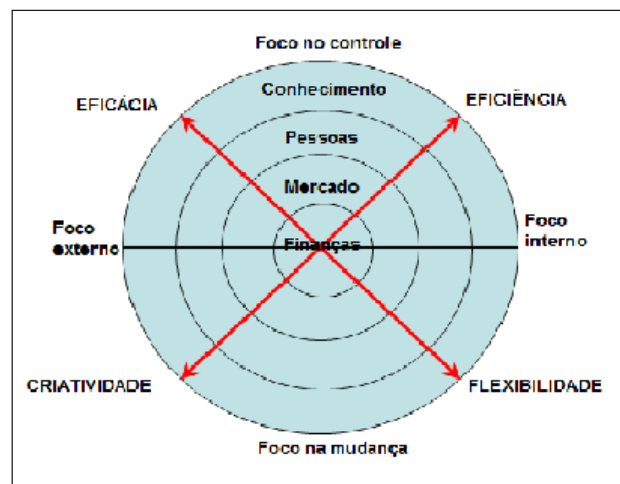 Foco no controle
Conhecimento
EFICÁCIA
EFICIÊNCIA
Pessoas
Mercado
Foco
externo
Finanças
Foco
interno
CRIATIVIDADE
FLEXIBILIDADE
Foco na mudança